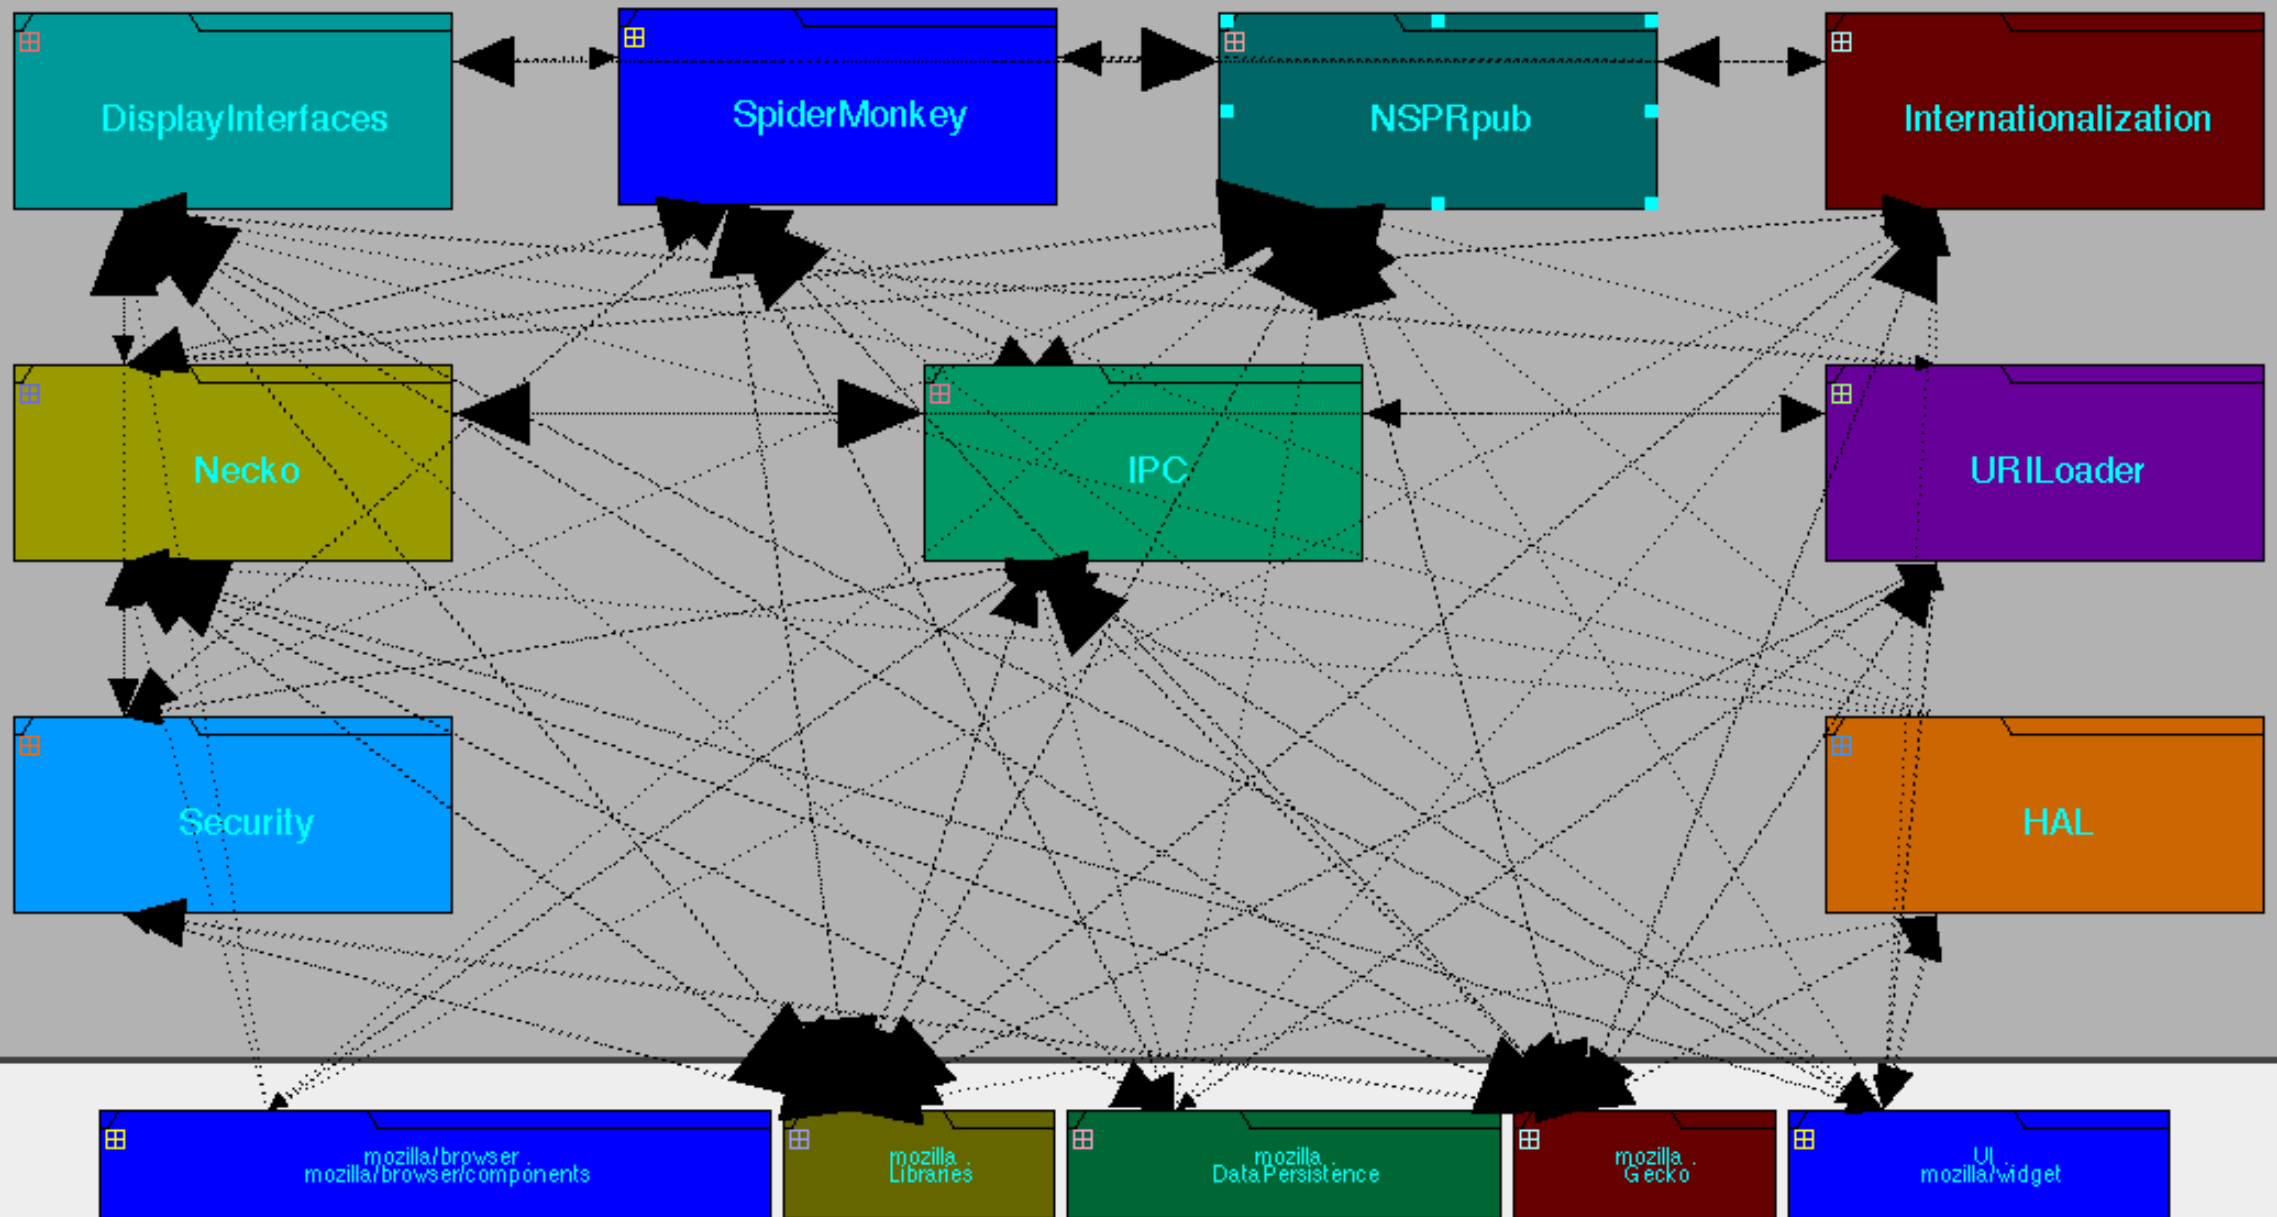 DisplayInterfaces
SpiderMonkey
NSPRpub
Internationalization
Necko
IPC
URILoader
Security
HAL
mozilla/browser .
mozilla/browser/components
mozilla .
Libraries
mozilla .
DataPersistence
mozilla .
Gecko
UI .
mozilla/widget